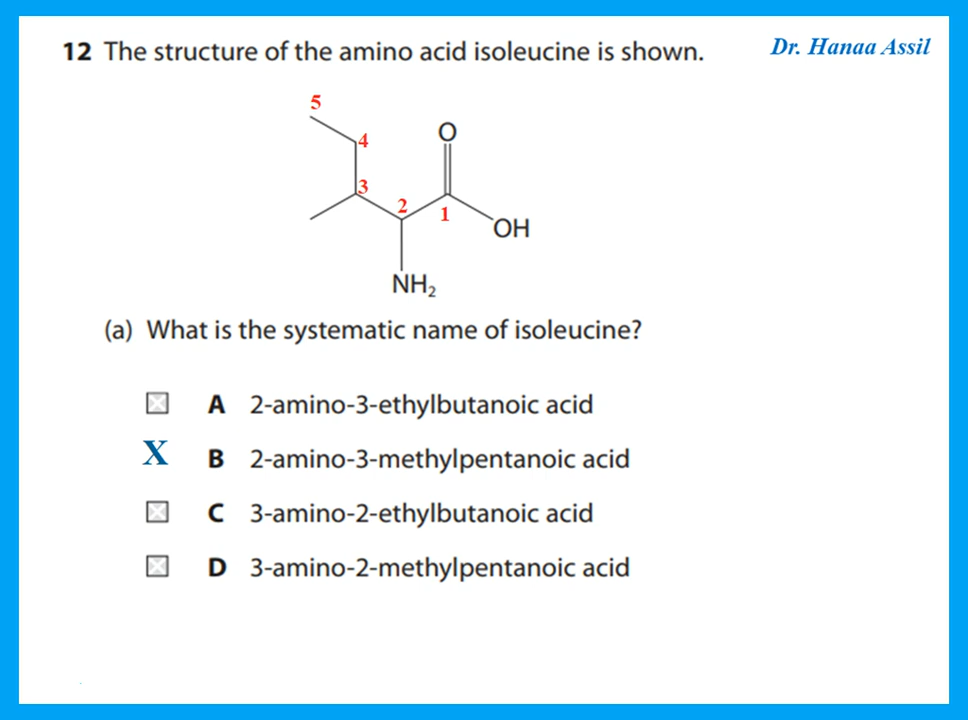 12 The structure of the amino acid isoleucine is shown.
Dr. Hanaa Assil
5
O
4
3
2
1
OH
NH₂
(a) What is the systematic name of isoleucine?
A 2-amino-3-ethylbutanoic acid
X B 2-amino-3-methylpentanoic acid
C 3-amino-2-ethylbutanoic acid
D 3-amino-2-methylpentanoic acid